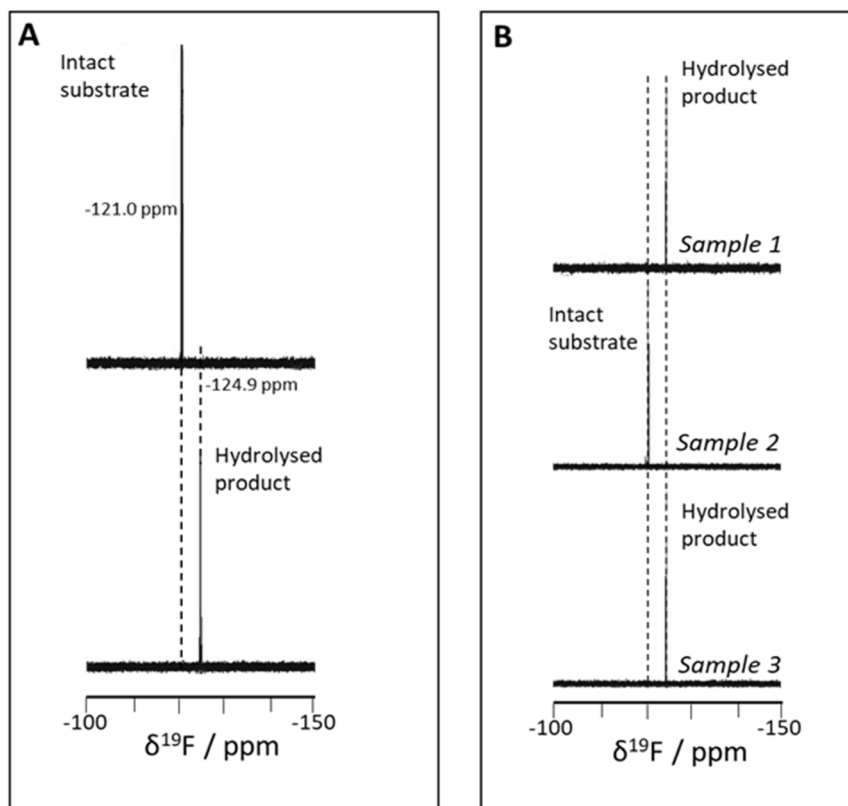 A
Intact
substrate
-121.0 ppm
-124.9 ppm
Hydrolysed
product
-100
-150
δ¹⁹F / ppm
B
Hydrolysed
product
Sample 1
Intact
substrate
Sample 2
Hydrolysed
product
Sample 3
-100
-150
δ¹⁹F / ppm